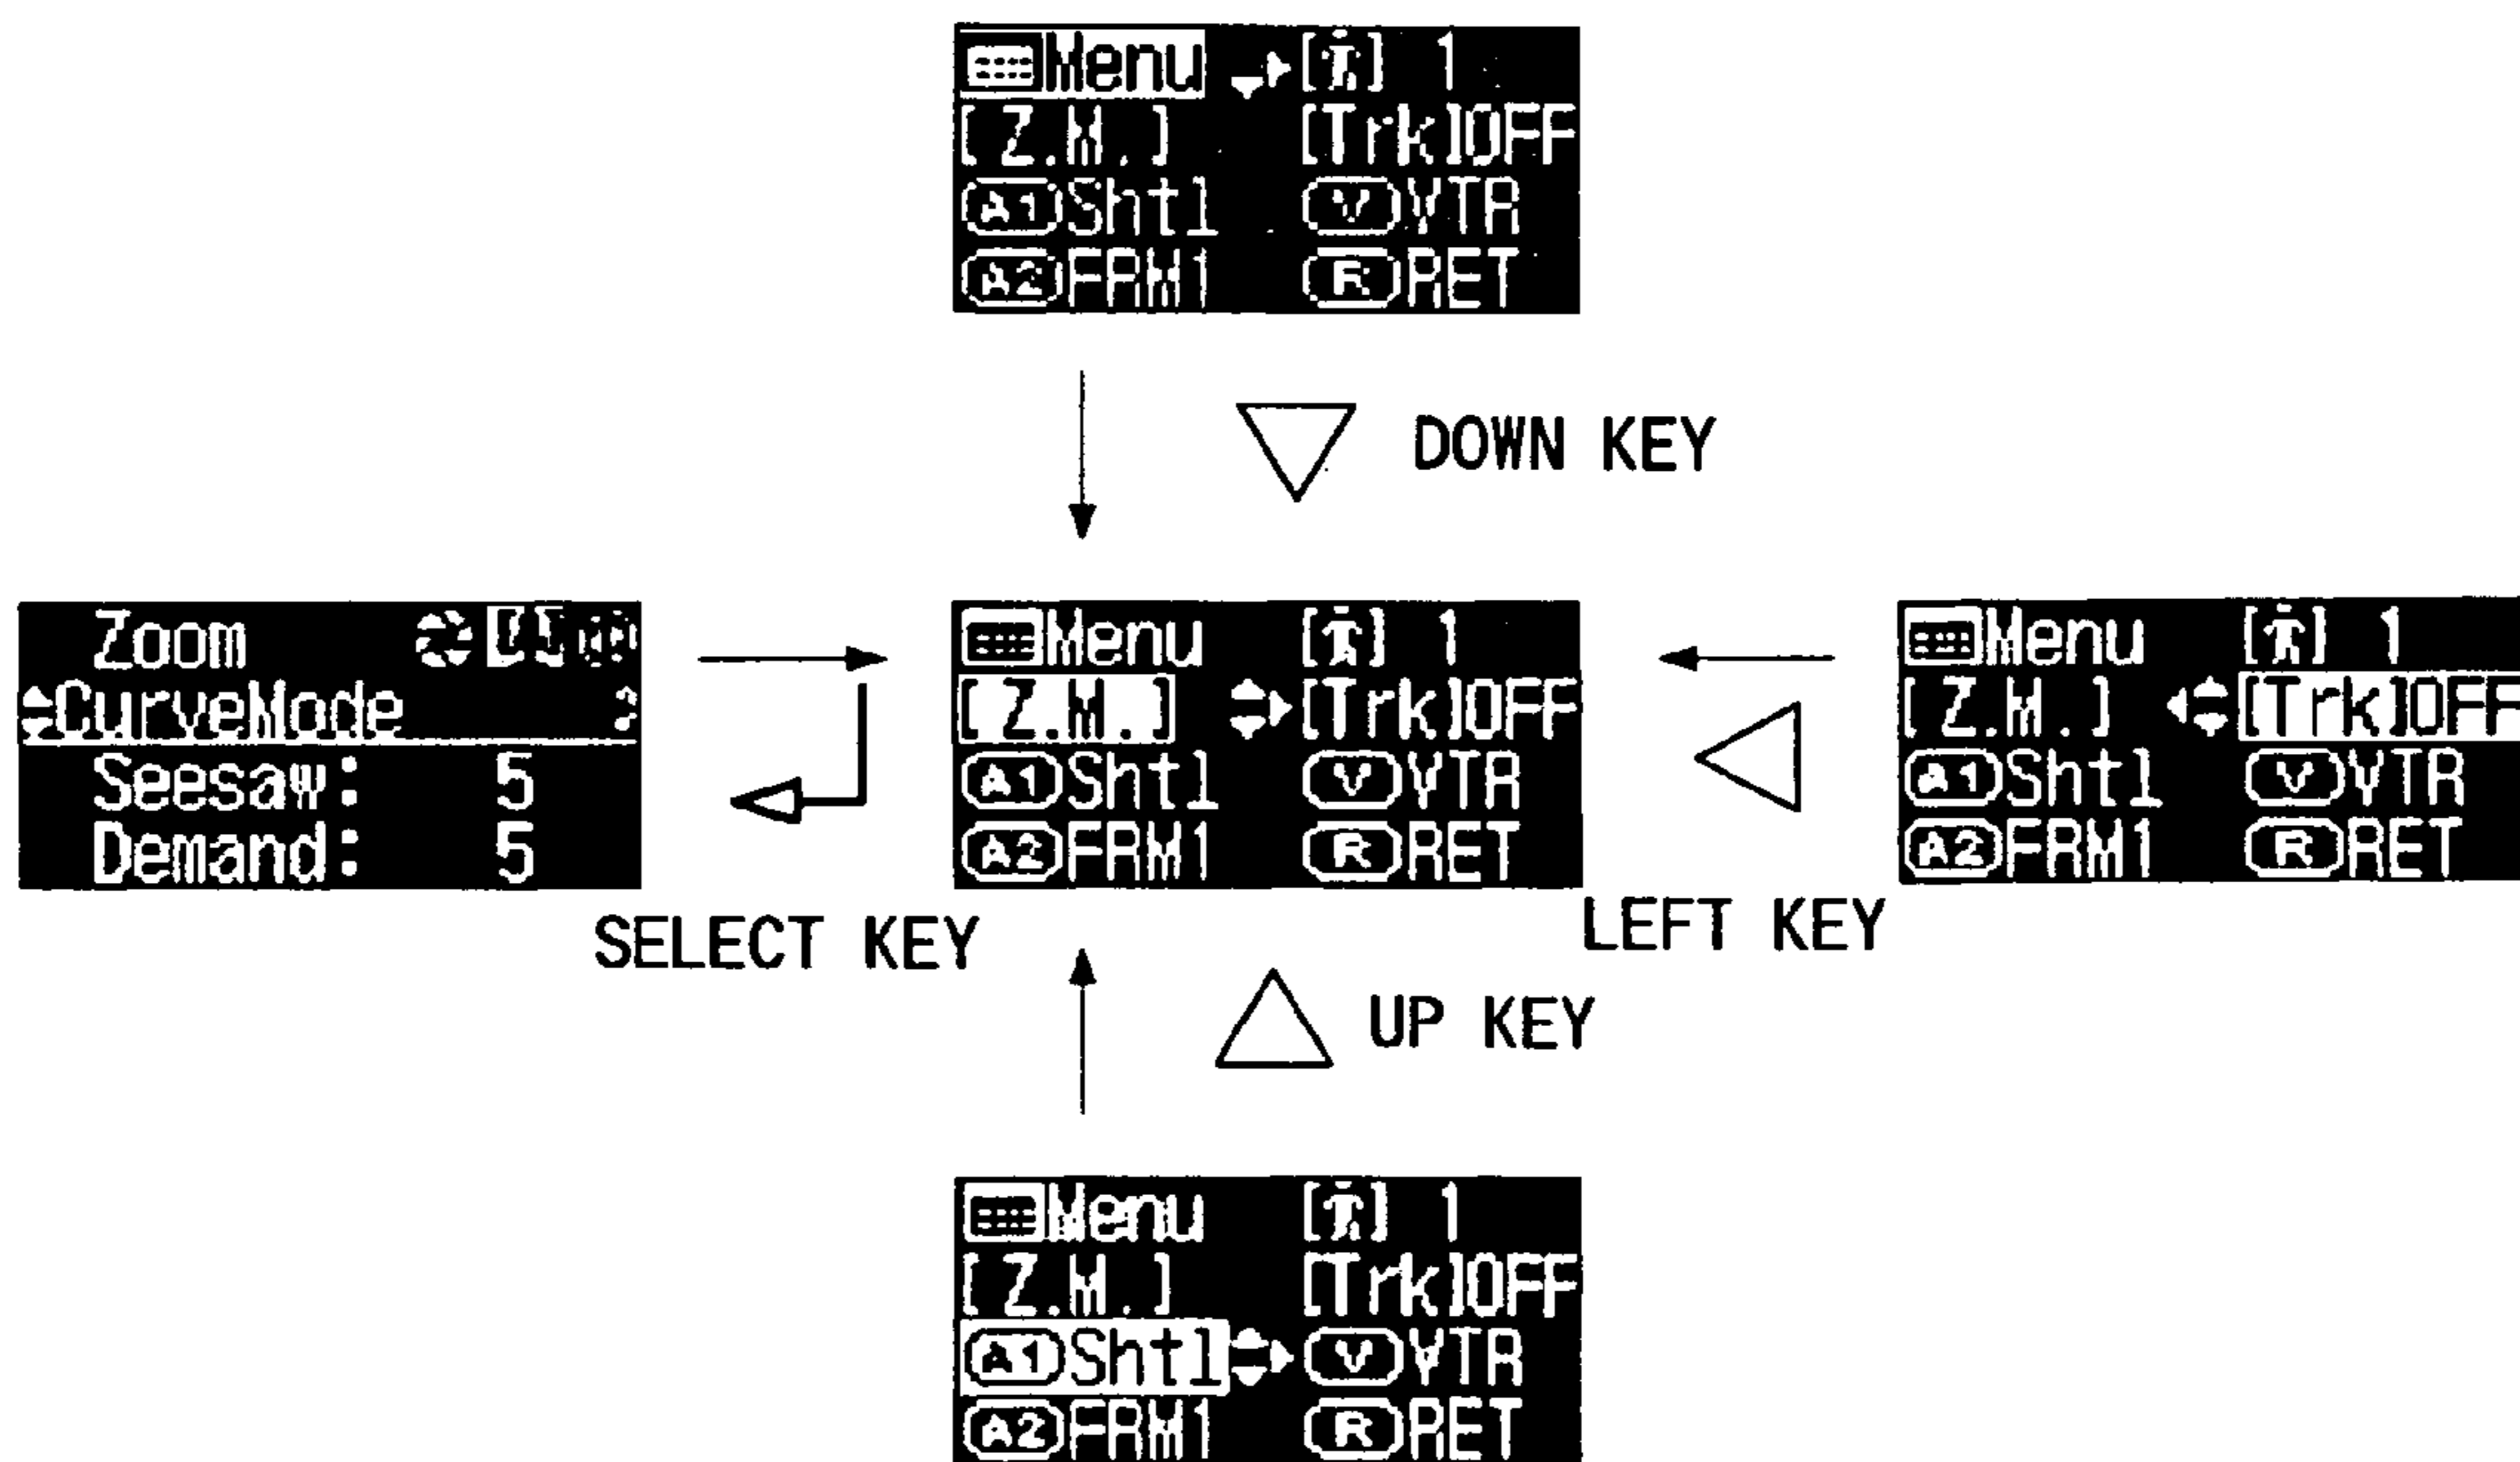 Menu [ ] 1
[ Z.M. ] [Trk]OFF
A1 Shtl V VTR
A2 FRM1 R RET
DOWN KEY
Zoom
CurveMode
Seesaw: 5
Demand: 5
Menu [ ] 1
[ Z.M. ] [Trk]OFF
A1 Shtl V VTR
A2 FRM1 R RET
Menu [ ] 1
[ Z.M. ] [Trk]OFF
A1 Shtl V VTR
A2 FRM1 R RET
SELECT KEY
LEFT KEY
UP KEY
Menu [ ] 1
[ Z.M. ] [Trk]OFF
A1 Shtl V VTR
A2 FRM1 R RET